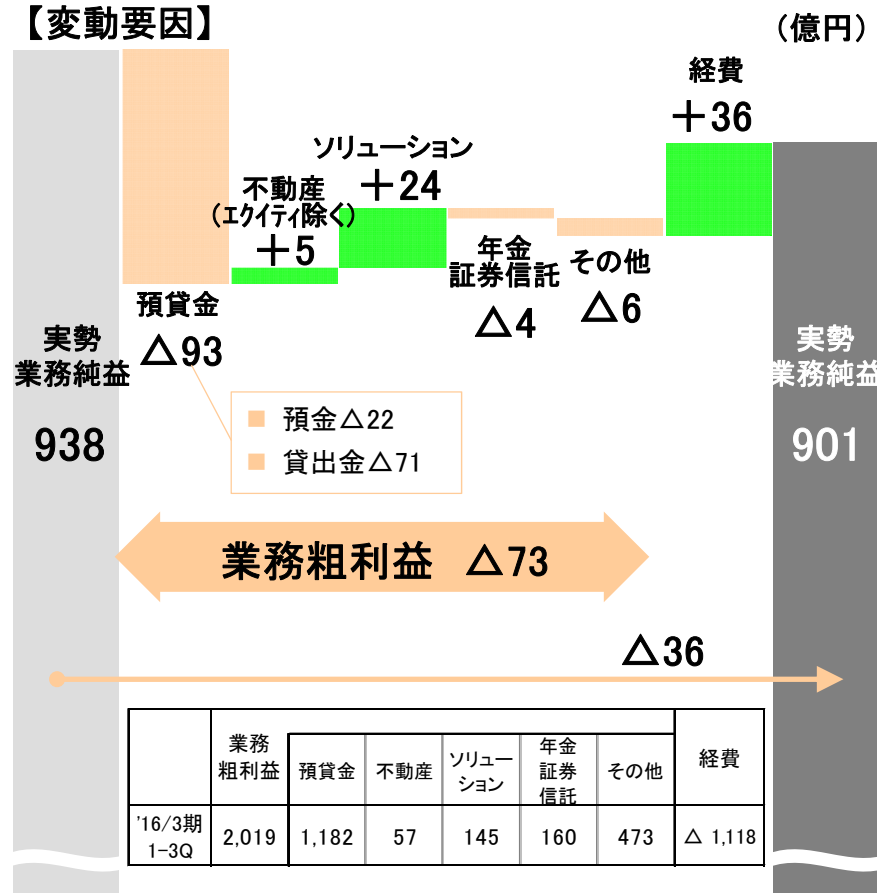 【変動要因】
（億円）
経費
＋36
ソリューション
＋24
不動産
（エクイティ除く）
＋5
年金
証券信託
△4
その他
△6
預貸金
△93
実勢
業務純益
938
実勢
業務純益
901
■ 預金△22
■ 貸出金△71
業務粗利益 △73
△36
業務
粗利益
預貸金
不動産
ソリュー
ション
年金
証券
信託
その他
経費
'16/3期
1-3Q
2,019
1,182
57
145
160
473
△ 1,118